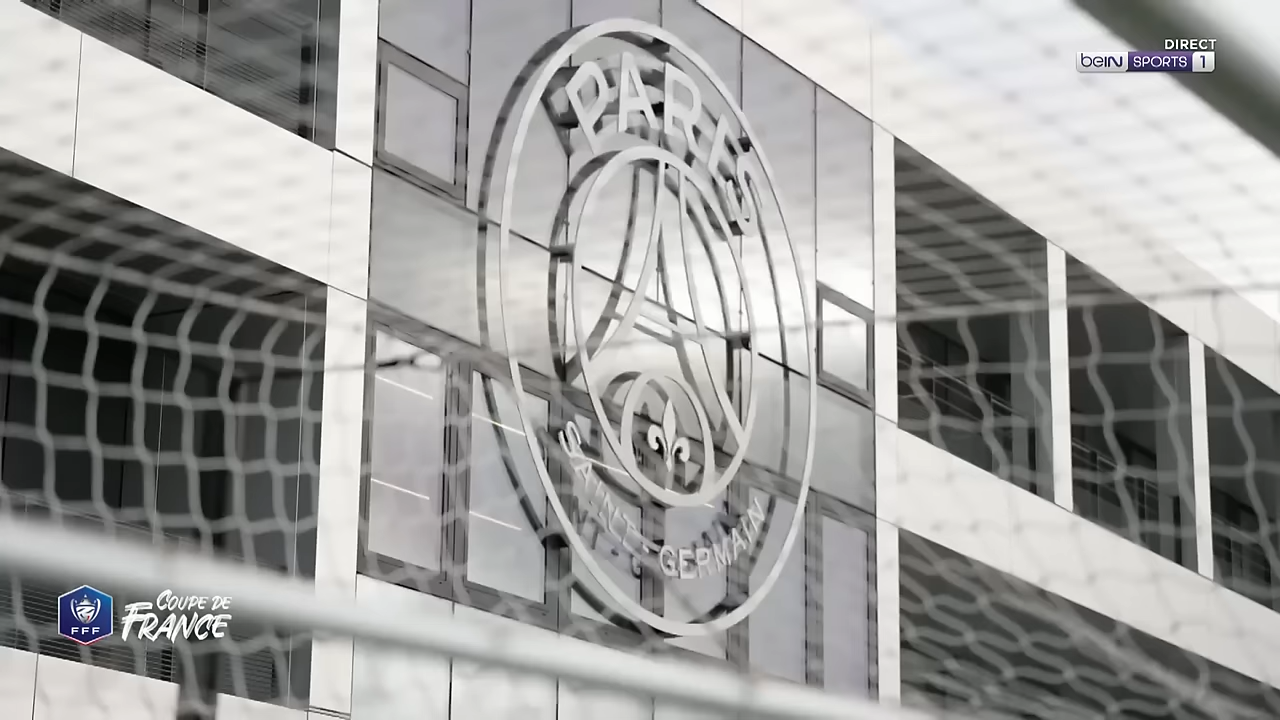 DIRECT
beIN SPORTS 1
PARIS
SAINT-GERMAIN
FFF
COUPE DE
FRANCE